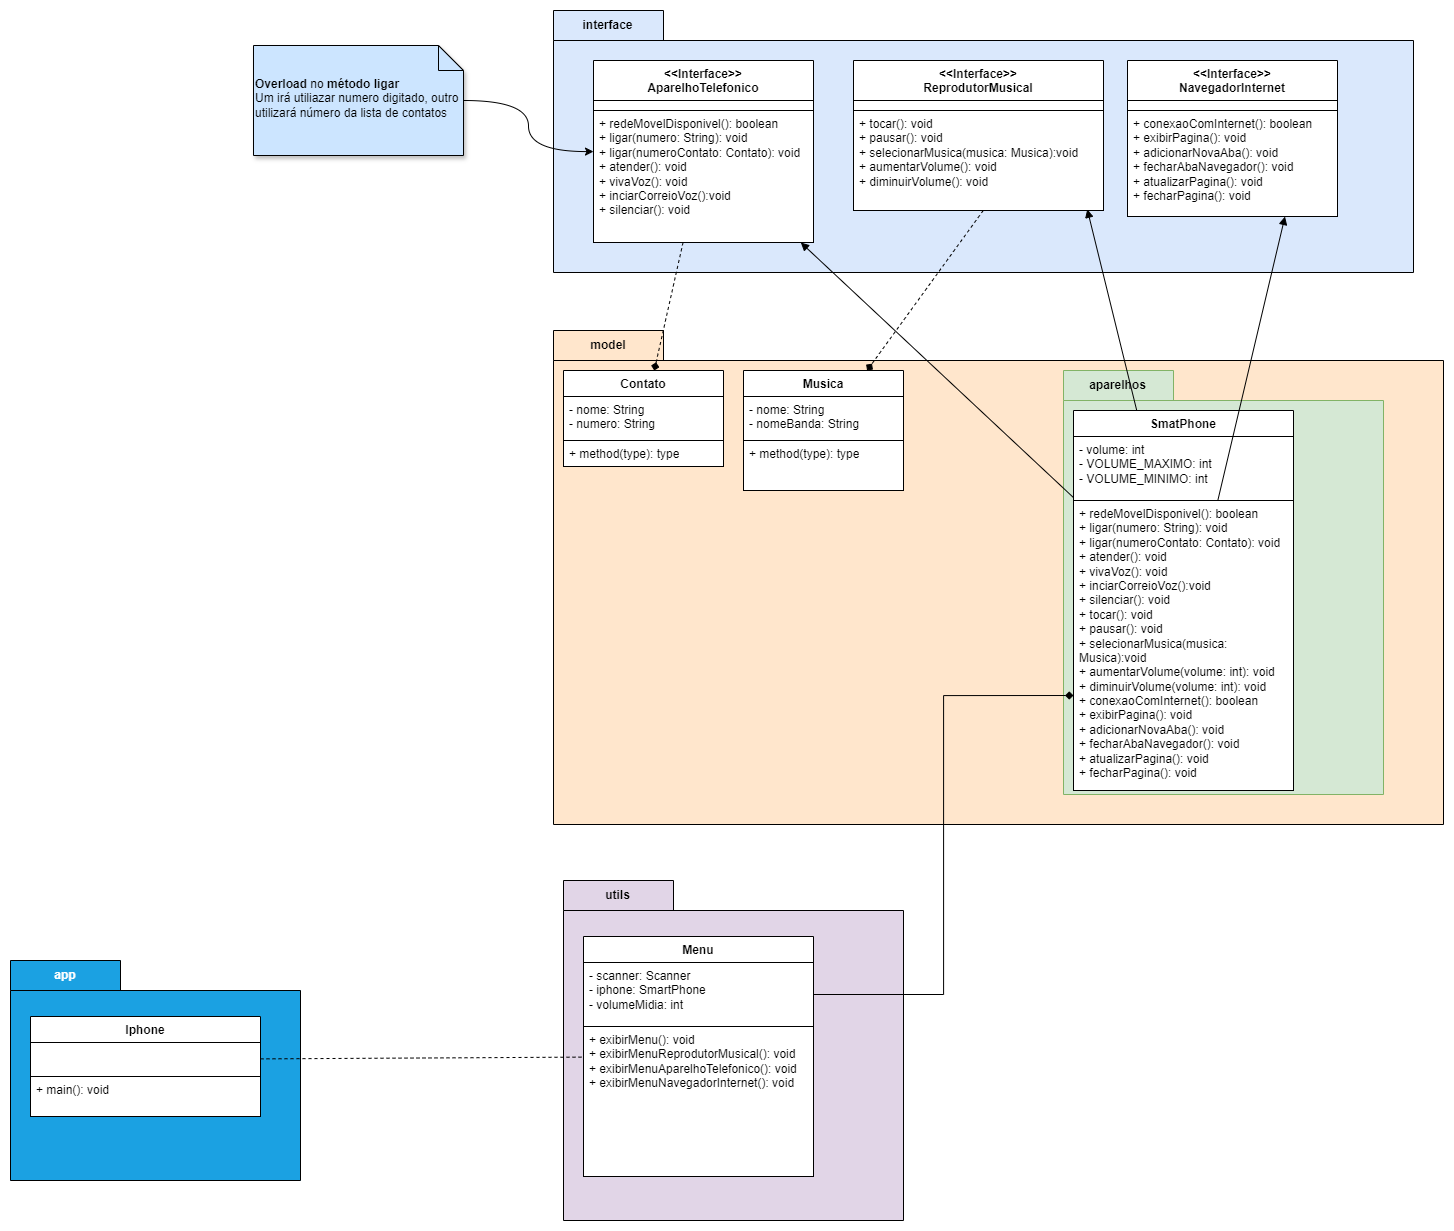 interface
Overload no método ligar
Um irá utiliazar numero digitado, outro
utilizará número da lista de contatos
<<Interface>>
AparelhoTelefonico
+ redeMovelDisponivel(): boolean
+ ligar(numero: String): void
+ ligar(numeroContato: Contato): void
+ atender(): void
+ vivaVoz(): void
+ inciarCorreioVoz():void
+ silenciar(): void
<<Interface>>
ReprodutorMusical
+ tocar(): void
+ pausar(): void
+ selecionarMusica(musica: Musica):void
+ aumentarVolume(): void
+ diminuirVolume(): void
<<Interface>>
NavegadorInternet
+ conexaoComInternet(): boolean
+ exibirPagina(): void
+ adicionarNovaAba(): void
+ fecharAbaNavegador(): void
+ atualizarPagina(): void
+ fecharPagina(): void
model
Contato
- nome: String
- numero: String
+ method(type): type
Musica
- nome: String
- nomeBanda: String
+ method(type): type
aparelhos
SmatPhone
- volume: int
- VOLUME_MAXIMO: int
- VOLUME_MINIMO: int
+ redeMovelDisponivel(): boolean
+ ligar(numero: String): void
+ ligar(numeroContato: Contato): void
+ atender(): void
+ vivaVoz(): void
+ inciarCorreioVoz():void
+ silenciar(): void
+ tocar(): void
+ pausar(): void
+ selecionarMusica(musica:
Musica):void
+ aumentarVolume(volume: int): void
+ diminuirVolume(volume: int): void
+ conexaoComInternet(): boolean
+ exibirPagina(): void
+ adicionarNovaAba(): void
+ fecharAbaNavegador(): void
+ atualizarPagina(): void
+ fecharPagina(): void
utils
Menu
- scanner: Scanner
- iphone: SmartPhone
- volumeMidia: int
+ exibirMenu(): void
+ exibirMenuReprodutorMusical(): void
+ exibirMenuAparelhoTelefonico(): void
+ exibirMenuNavegadorInternet(): void
app
Iphone
+ main(): void